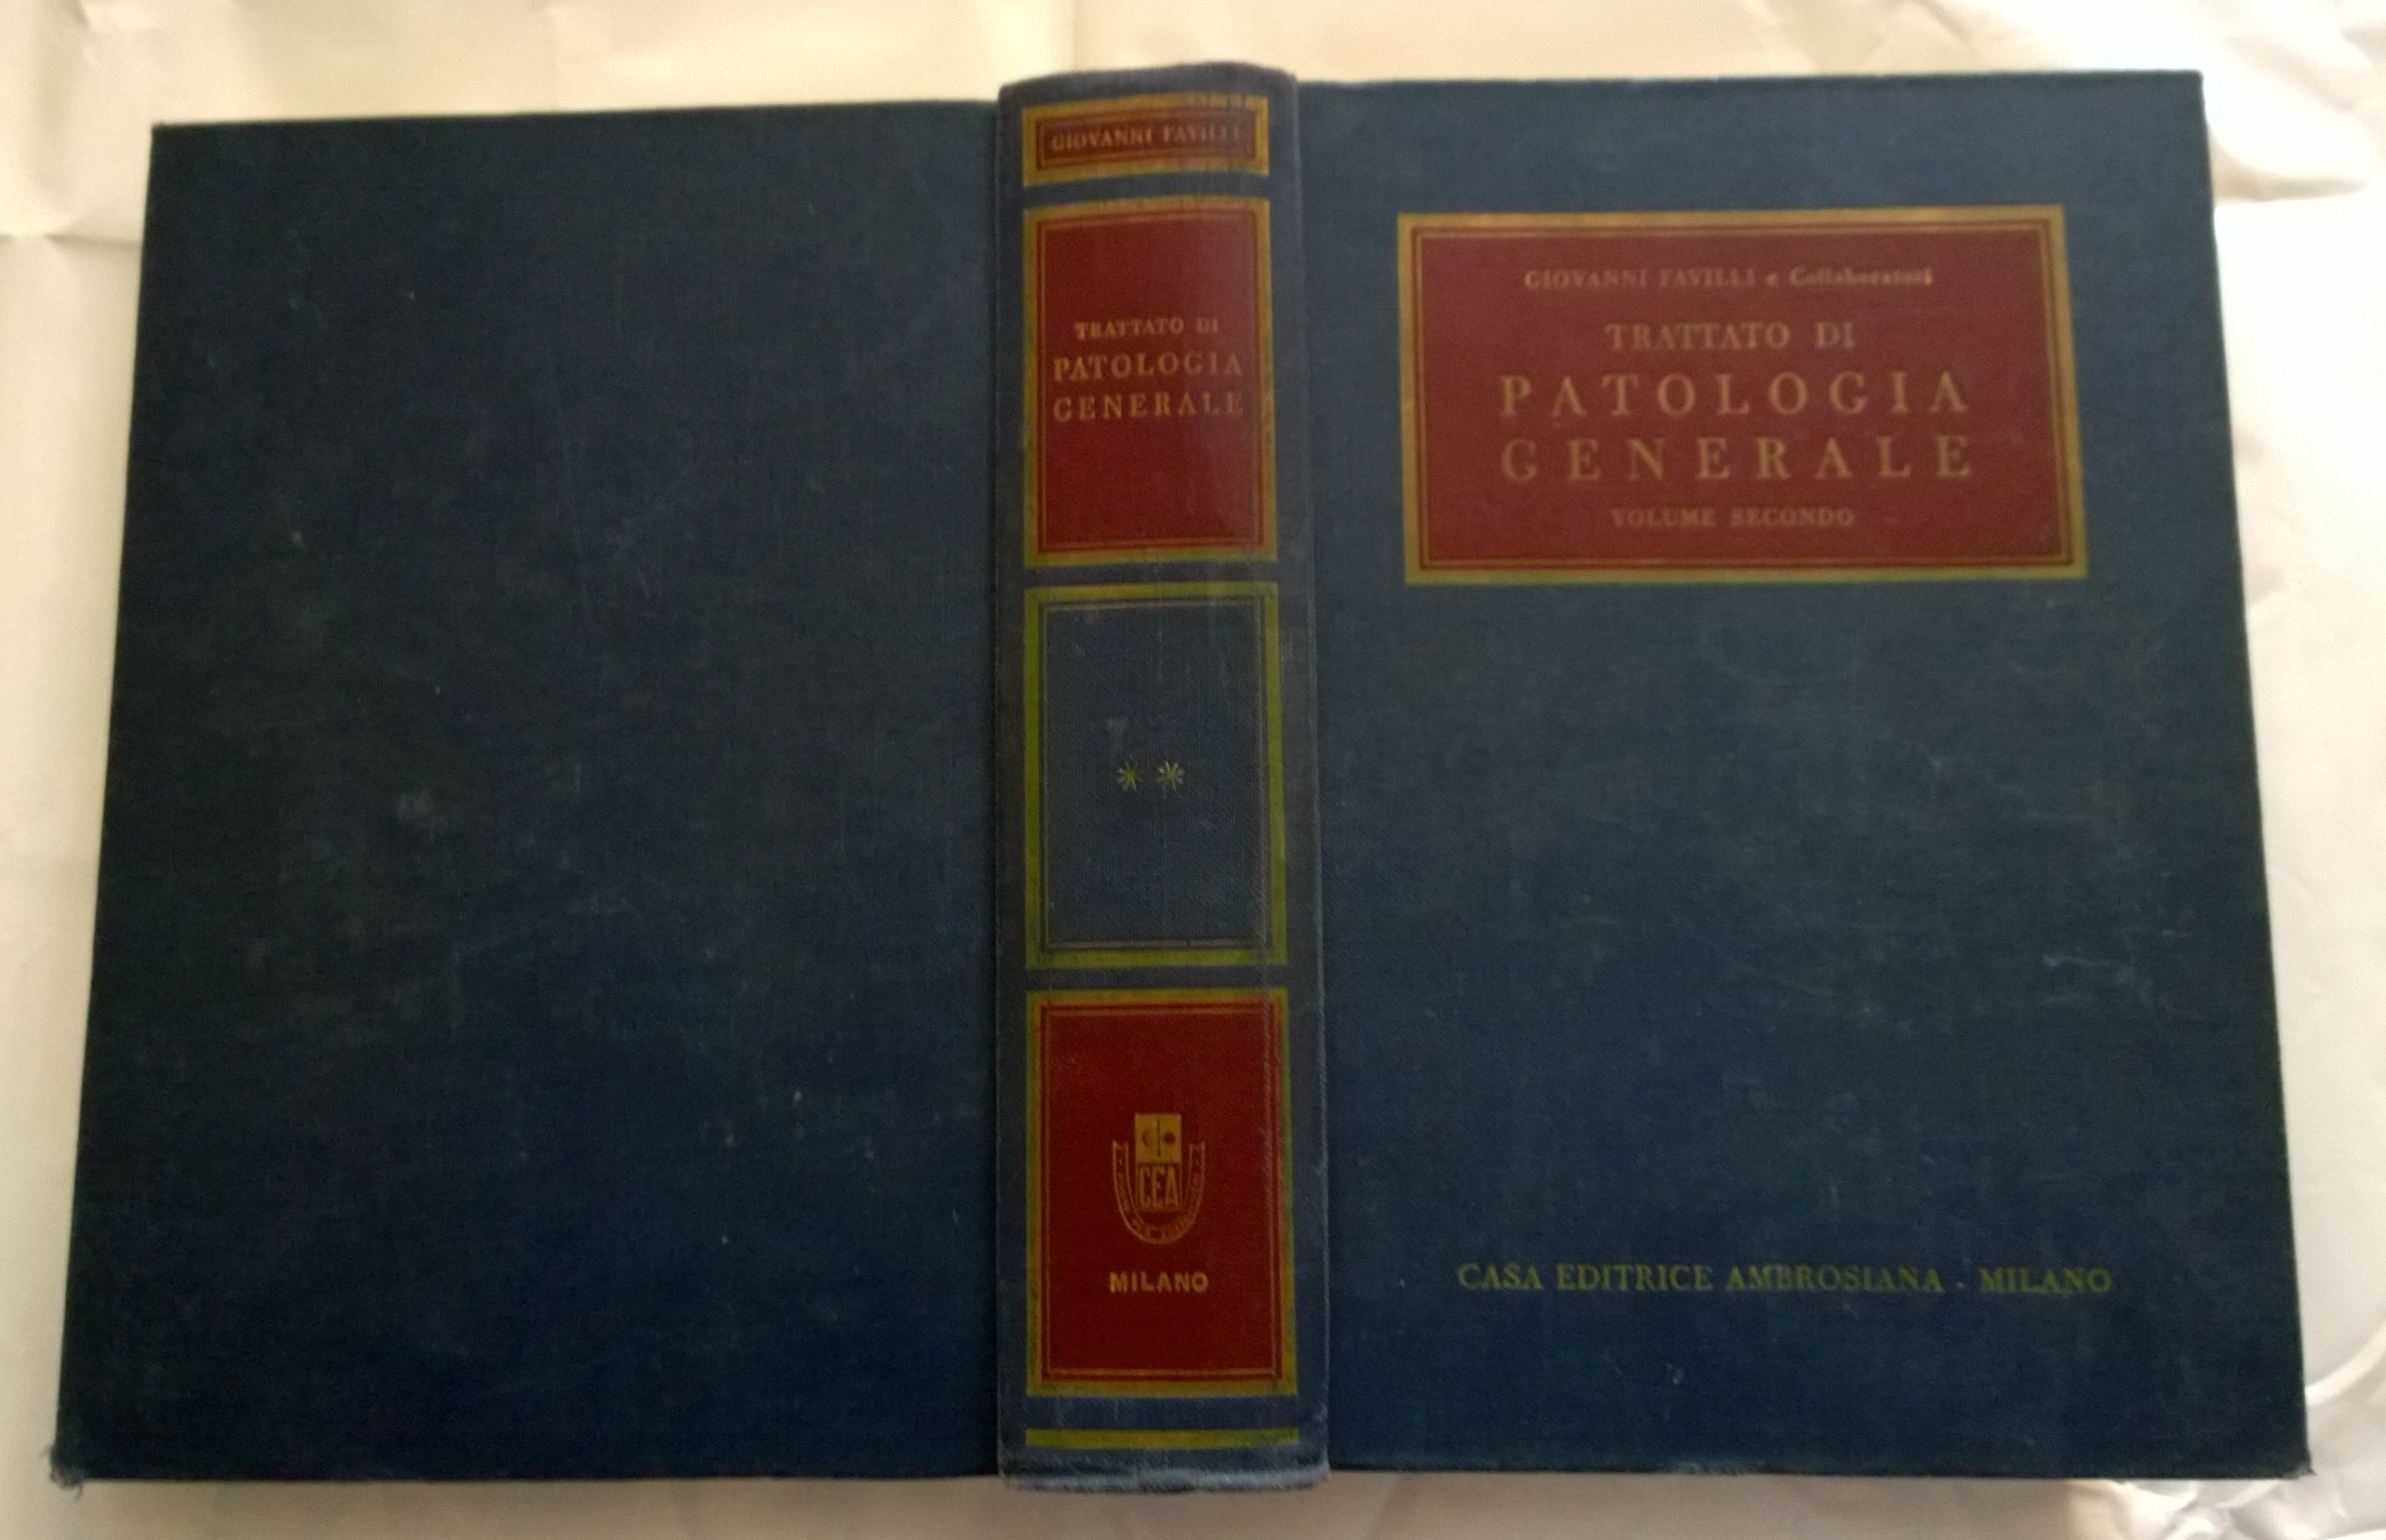 GIOVANNI FAVILLI
TRATTATO DI
PATOLOGIA
GENERALE
* *
CEA
MILANO
GIOVANNI FAVILLI e Collaboratori
TRATTATO DI
PATOLOGIA
GENERALE
VOLUME SECONDO
CASA EDITRICE AMBROSIANA - MILANO